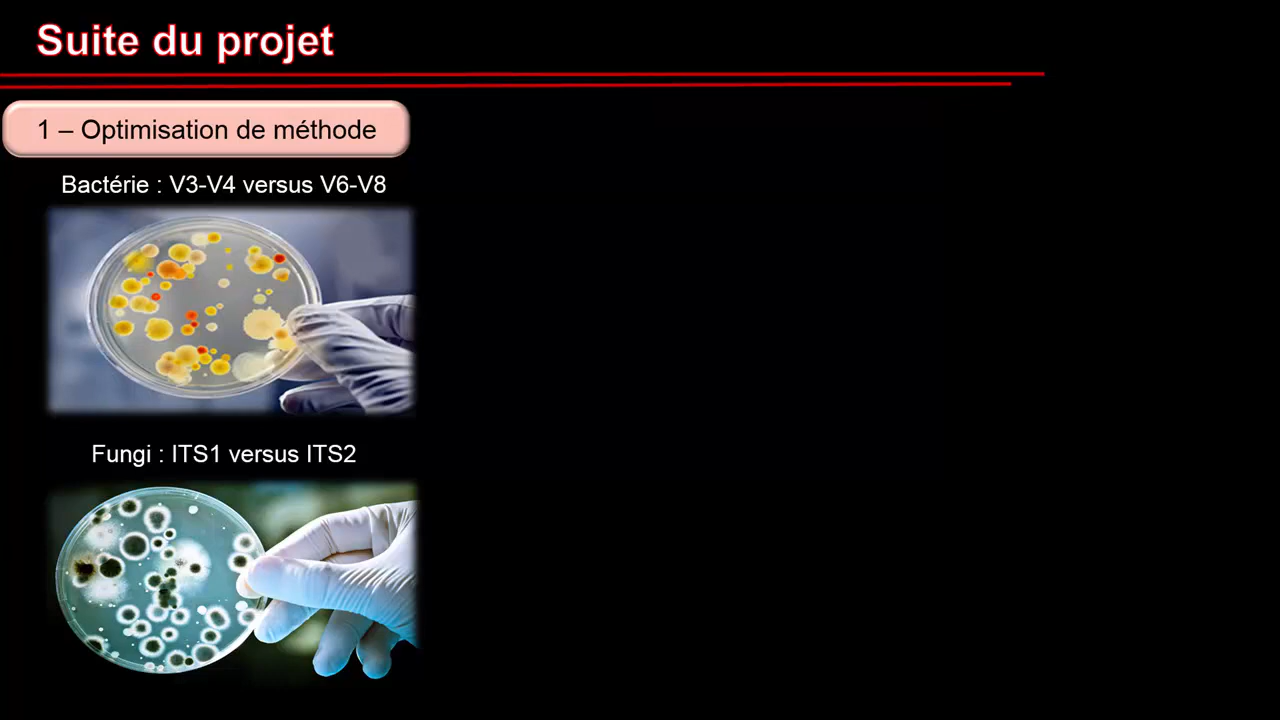 Suite du projet
1 – Optimisation de méthode
Bactérie : V3-V4 versus V6-V8
Fungi : ITS1 versus ITS2